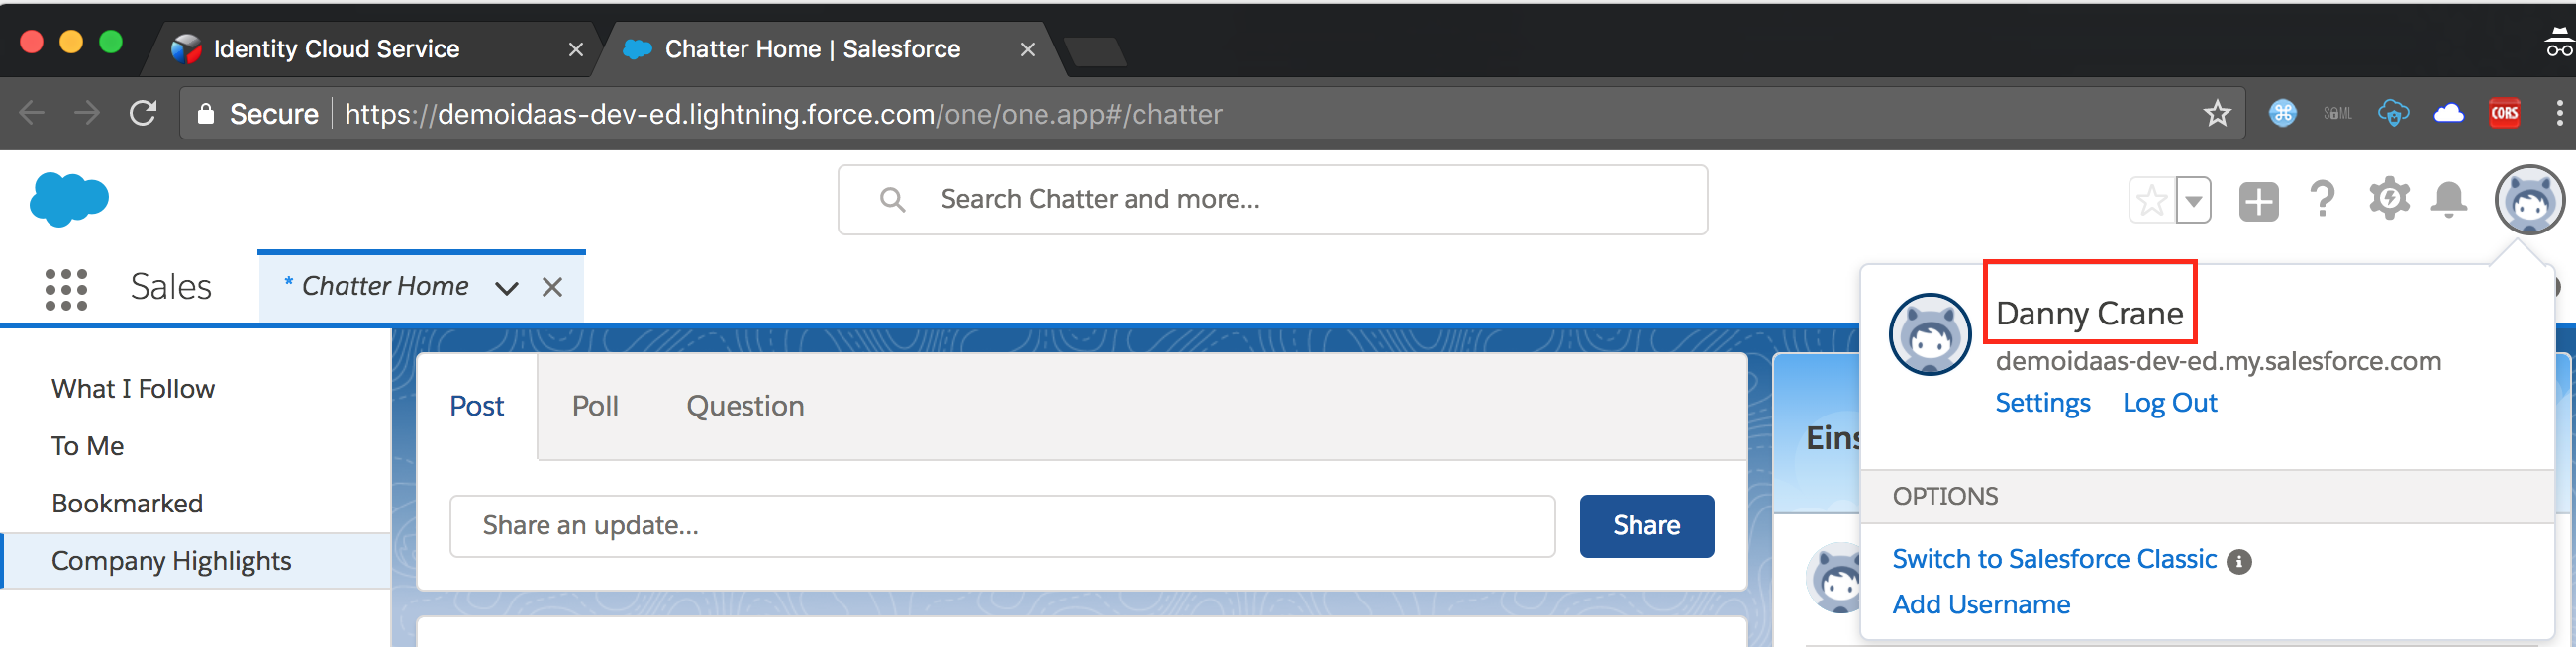 Identity Cloud Service
Chatter Home | Salesforce
Secure https://demoidaas-dev-ed.lightning.force.com/one/one.app#/chatter
SAML
CORS
Search Chatter and more...
Sales
* Chatter Home
Danny Crane
demoidaas-dev-ed.my.salesforce.com
Settings Log Out
What I Follow
To Me
Bookmarked
Company Highlights
Post Poll Question
Share an update...
Share
Eins
OPTIONS
Switch to Salesforce Classic
Add Username